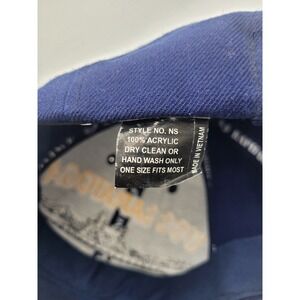 STYLE NO. NS
100% ACRYLIC
DRY CLEAN OR
HAND WASH ONLY
ONE SIZE FITS MOST
MADE IN VIETNAM